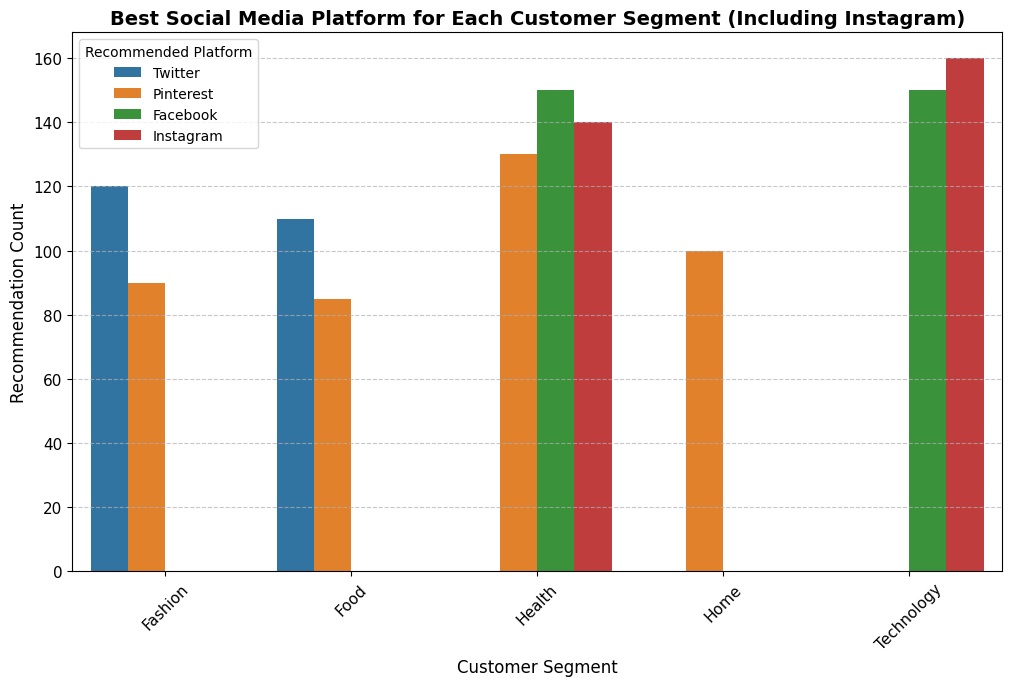 Best Social Media Platform for Each Customer Segment (Including Instagram)
Recommended Platform
Twitter
Pinterest
Facebook
Instagram
Recommendation Count
160
140
120
100
80
60
40
20
0
Fashion
Food
Health
Home
Technology
Customer Segment